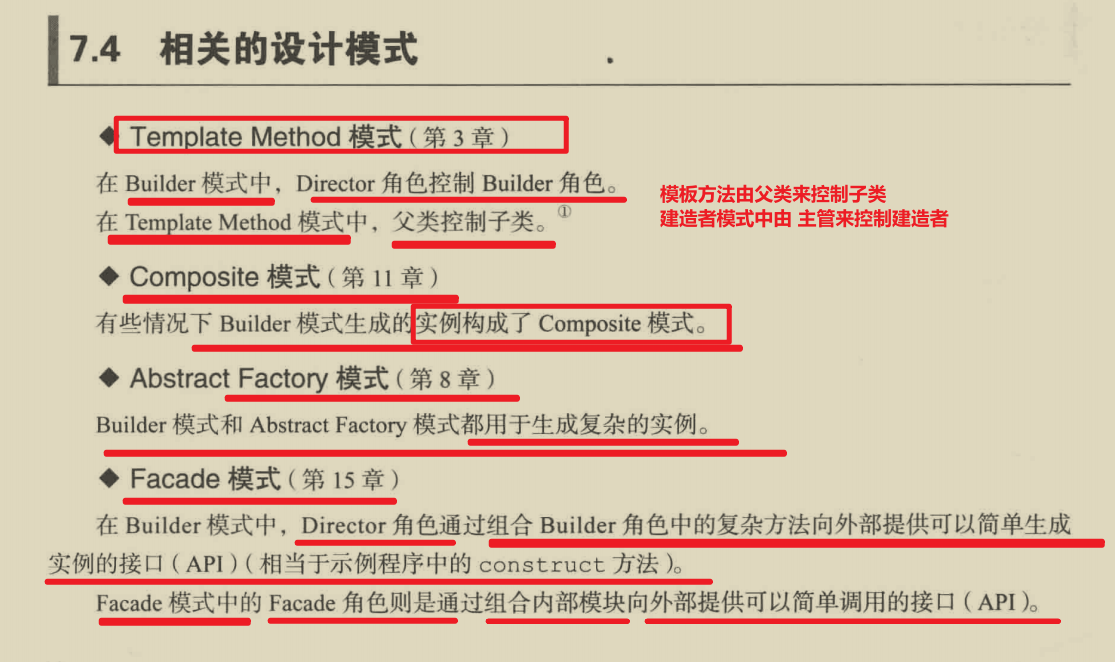 7.4 相关的设计模式
◆ Template Method 模式（第 3 章）
在 Builder 模式中，Director 角色控制 Builder 角色。
模板方法由父类来控制子类
在 Template Method 模式中，父类控制子类。①
建造者模式中由 主管来控制建造者
◆ Composite 模式（第 11 章）
有些情况下 Builder 模式生成的实例构成了 Composite 模式。
◆ Abstract Factory 模式（第 8 章）
Builder 模式和 Abstract Factory 模式都用于生成复杂的实例。
◆ Facade 模式（第 15 章）
在 Builder 模式中，Director 角色通过组合 Builder 角色中的复杂方法向外部提供可以简单生成
实例的接口（API）（相当于示例程序中的 construct 方法）。
Facade 模式中的 Facade 角色则是通过组合内部模块向外部提供可以简单调用的接口（API）。